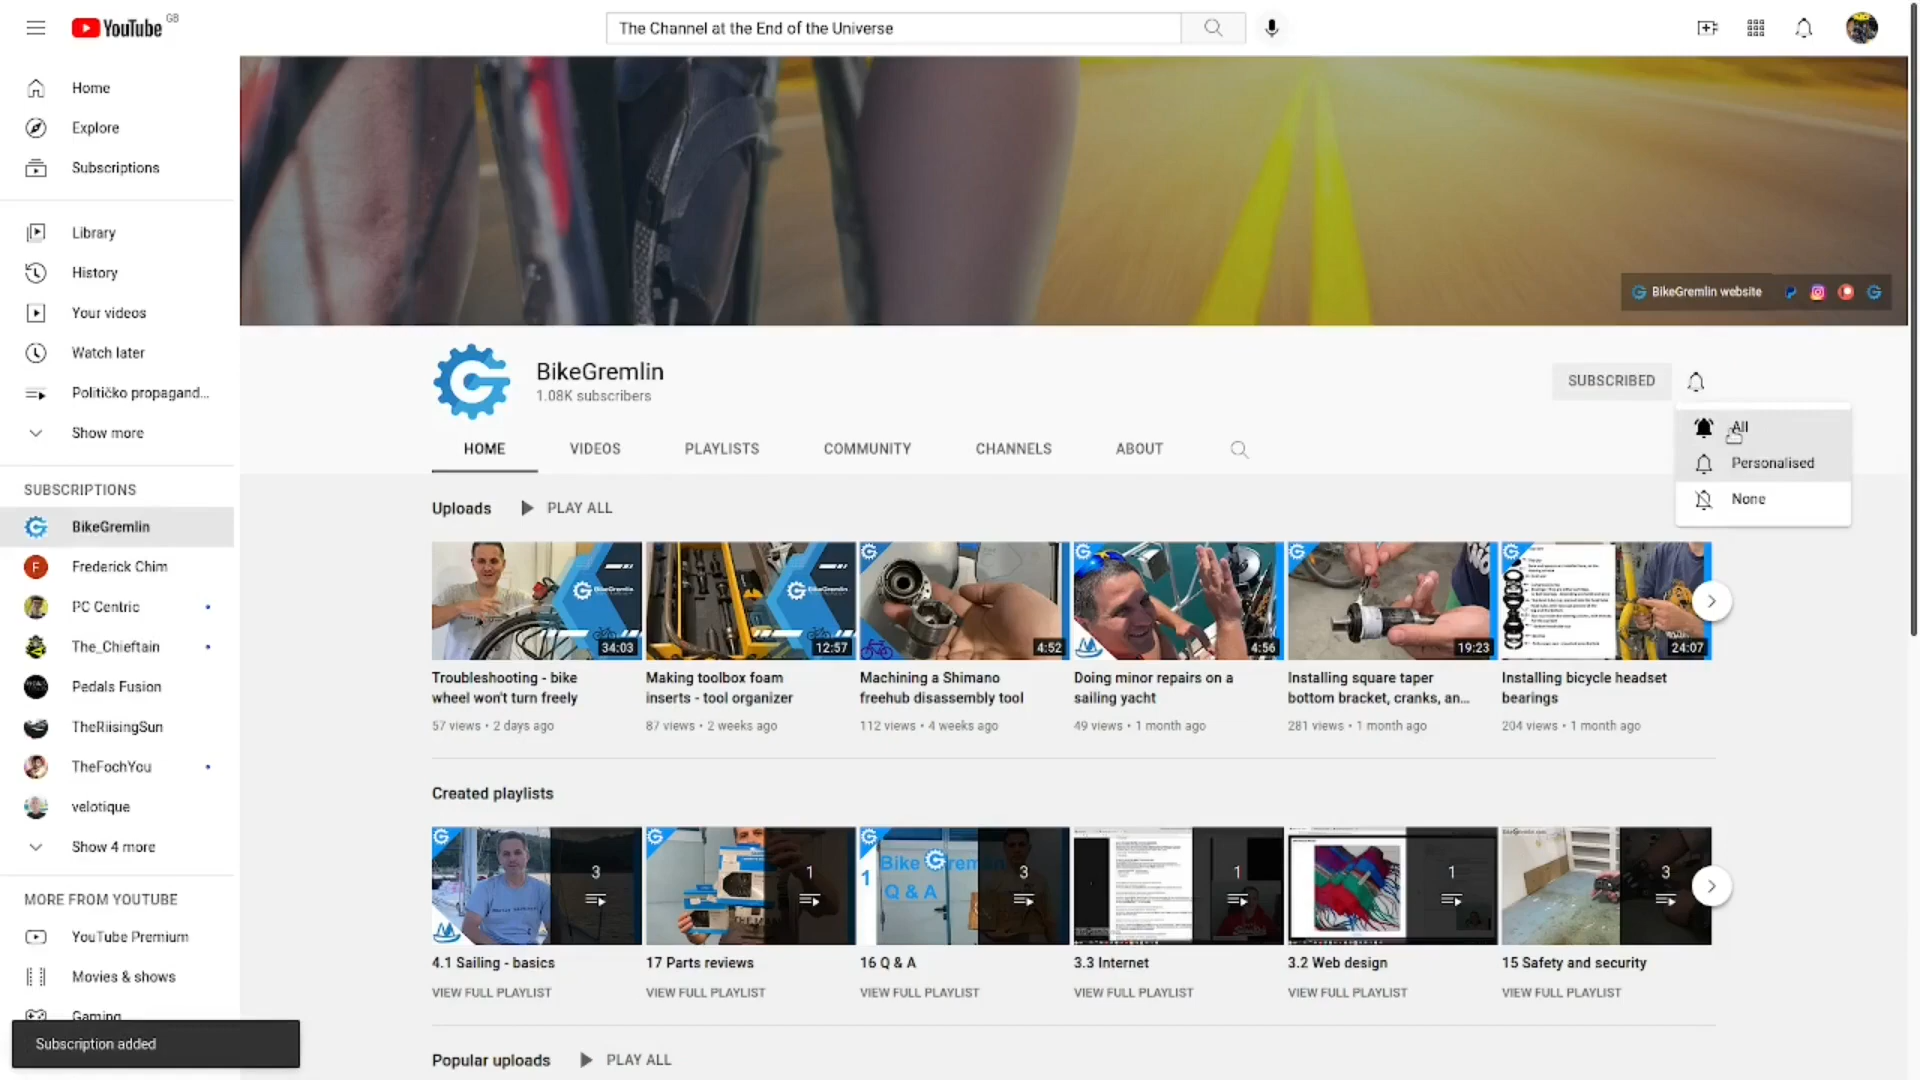 YouTube GB
The Channel at the End of the Universe
Home
Explore
Subscriptions
Library
History
Your videos
Watch later
Političko propagand...
Show more
SUBSCRIPTIONS
BikeGremlin
Frederick Chim
PC Centric
The_Chieftain
Pedals Fusion
TheRiisingSun
TheFochYou
velotique
Show 4 more
MORE FROM YOUTUBE
YouTube Premium
Movies & shows
Gaming
Subscription added
BikeGremlin website
BikeGremlin
1.08K subscribers
SUBSCRIBED
All
Personalised
None
HOME VIDEOS PLAYLISTS COMMUNITY CHANNELS ABOUT
Uploads PLAY ALL
34:03
12:57
4:52
4:56
19:23
24:07
Troubleshooting - bike
wheel won't turn freely
57 views • 2 days ago
Making toolbox foam
inserts - tool organizer
87 views • 2 weeks ago
Machining a Shimano
freehub disassembly tool
112 views • 4 weeks ago
Doing minor repairs on a
sailing yacht
49 views • 1 month ago
Installing square taper
bottom bracket, cranks, an...
281 views • 1 month ago
Installing bicycle headset
bearings
204 views • 1 month ago
Created playlists
3
1
Bike Gremlin
1 Q & A
3
1
1
3
4.1 Sailing - basics
VIEW FULL PLAYLIST
17 Parts reviews
VIEW FULL PLAYLIST
16 Q & A
VIEW FULL PLAYLIST
3.3 Internet
VIEW FULL PLAYLIST
3.2 Web design
VIEW FULL PLAYLIST
15 Safety and security
VIEW FULL PLAYLIST
Popular uploads PLAY ALL